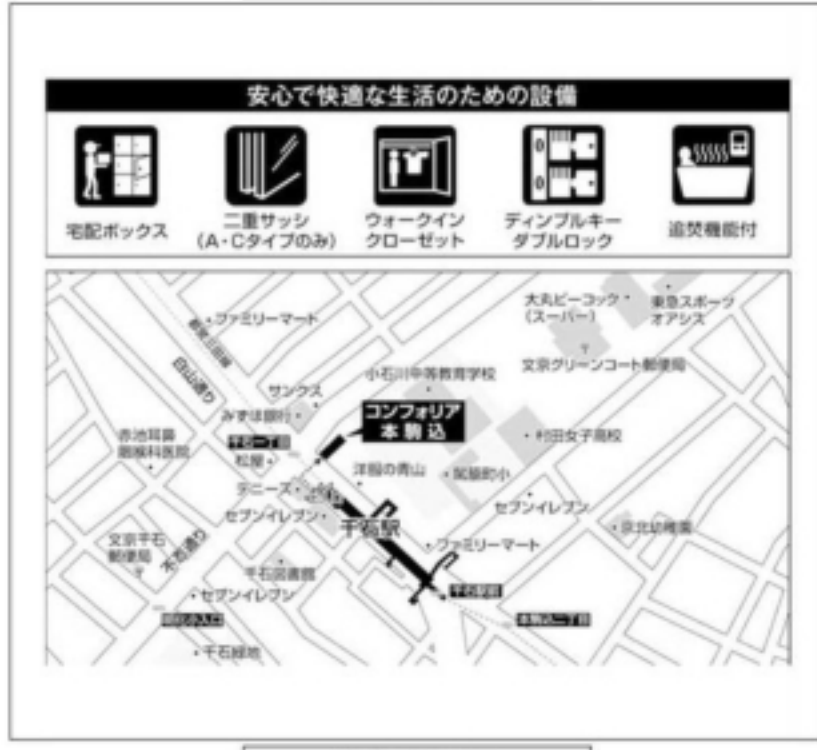 安心で快適な生活のための設備
宅配ボックス
二重サッシ
(A・Cタイプのみ)
ウォークイン
クローゼット
ディンプルキー
ダブルロック
追焚機能付
ファミリーマート
都営三田線
白山通り
大丸ピーコック
(スーパー)
東急スポーツ
オアシス
文京グリーンコート郵便局
小石川中等教育学校
サンクス
みずほ銀行
コンフォリア
本駒込
千石一丁目
松屋
赤池耳鼻
咽喉科医院
村田女子高校
洋服の青山
デニーズ
セブンイレブン
千石駅
セブンイレブン
京北幼稚園
文京千石
郵便局
不忍通り
千石図書館
ファミリーマート
セブンイレブン
千石駅前
本駒込二丁目
千石緑地